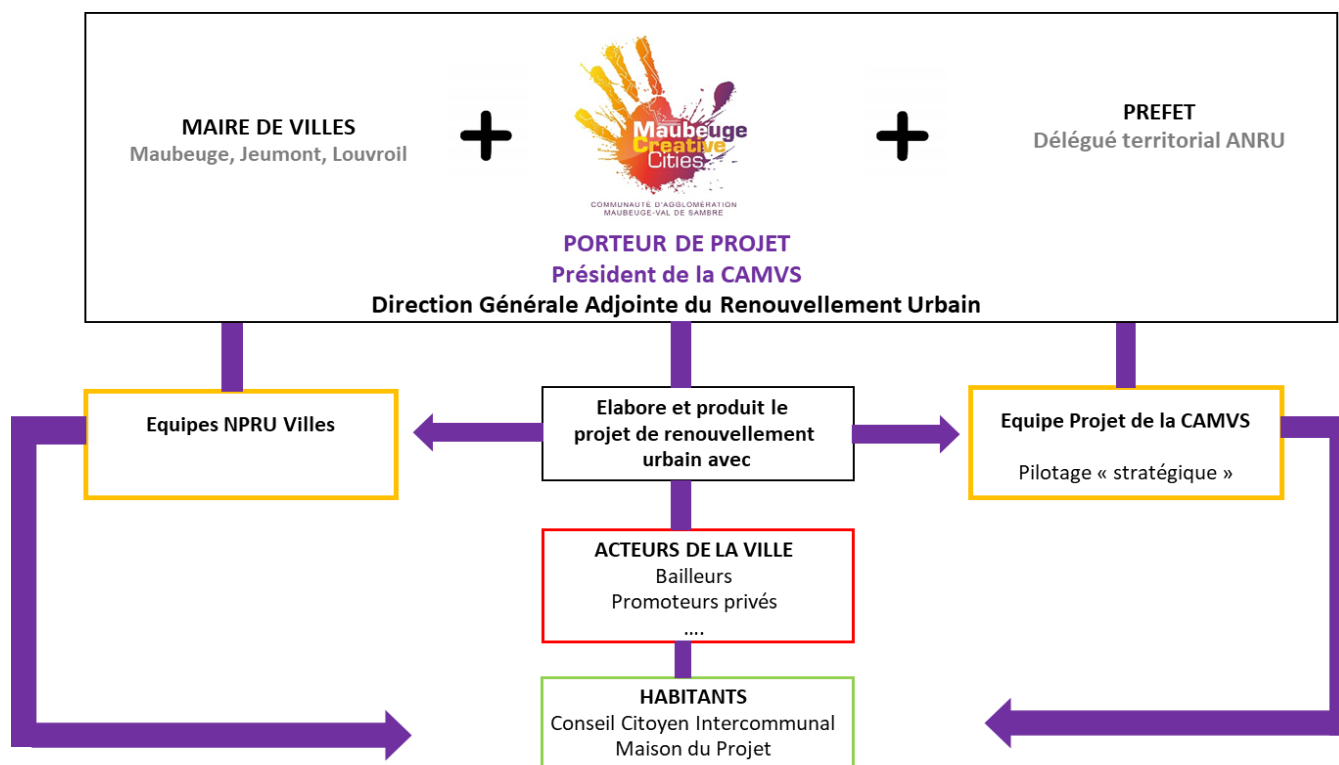 MAIRE DE VILLES
Maubeuge, Jeumont, Louvroil
Maubeuge
Creative
Cities
COMMUNAUTÉ D'AGGLOMÉRATION
MAUBEUGE-VAL DE SAMBRE
PREFET
Délégué territorial ANRU
PORTEUR DE PROJET
Président de la CAMVS
Direction Générale Adjointe du Renouvellement Urbain
Equipes NPRU Villes
Elabore et produit le
projet de renouvellement
urbain avec
Equipe Projet de la CAMVS
Pilotage « stratégique »
ACTEURS DE LA VILLE
Bailleurs
Promoteurs privés
....
HABITANTS
Conseil Citoyen Intercommunal
Maison du Projet